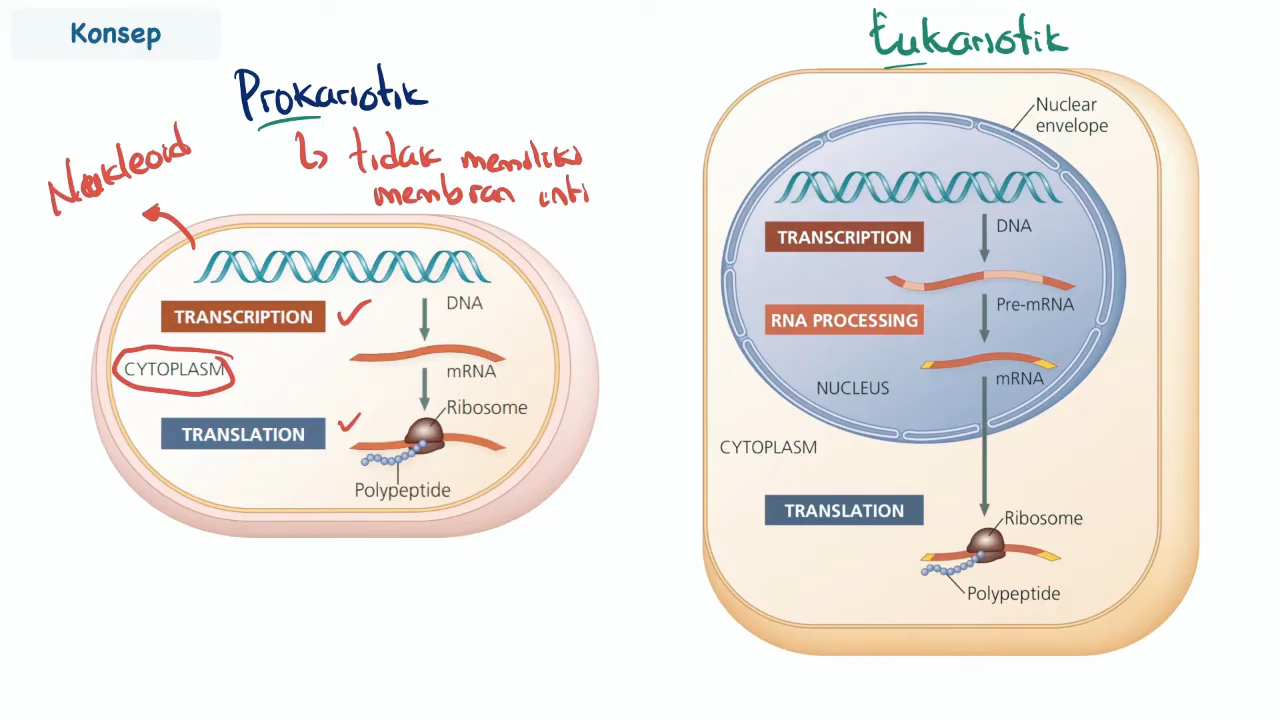 Konsep
Prokariotik
tidak memiliki
membran inti
Nukleoid
DNA
TRANSCRIPTION
mRNA
CYTOPLASM
Ribosome
TRANSLATION
Polypeptide
Eukariotik
Nuclear
envelope
DNA
TRANSCRIPTION
Pre-mRNA
RNA PROCESSING
mRNA
NUCLEUS
CYTOPLASM
TRANSLATION
Ribosome
Polypeptide